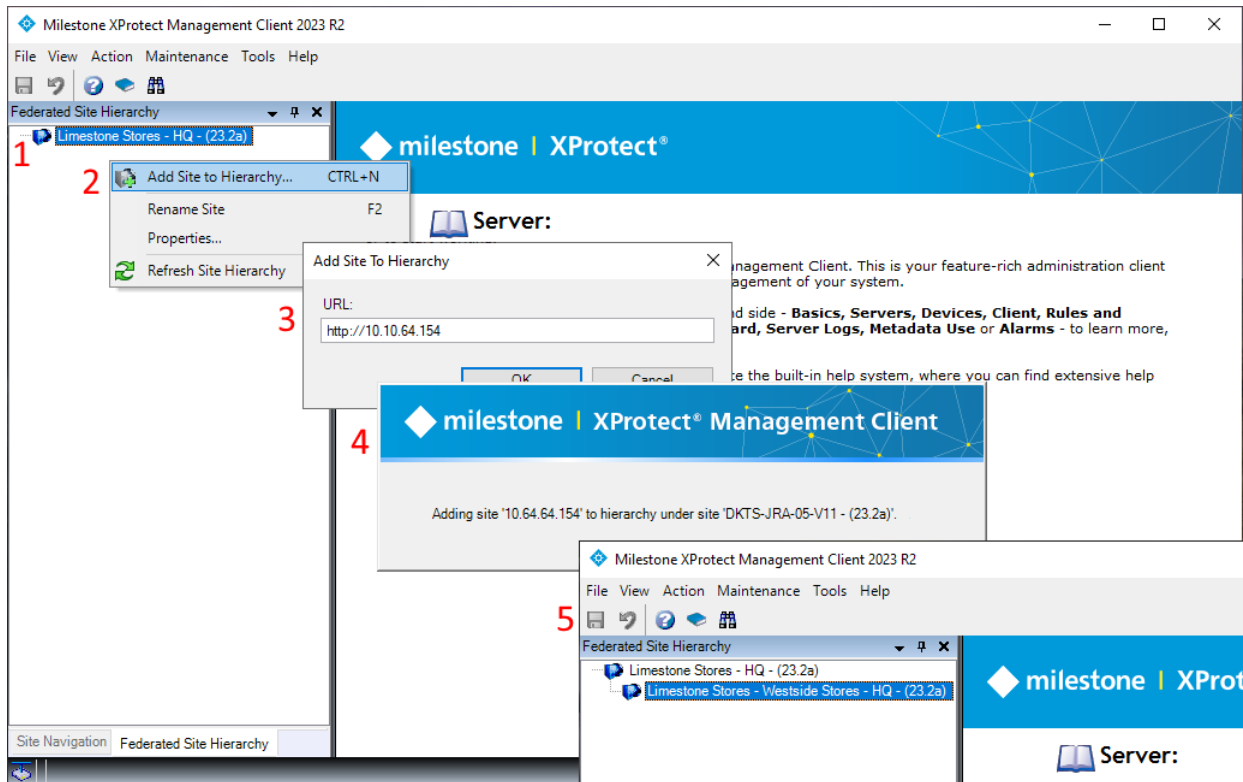 Milestone XProtect Management Client 2023 R2
File View Action Maintenance Tools Help
Federated Site Hierarchy
1
Limestone Stores - HQ - (23.2a)
milestone | XProtect®
2
Add Site to Hierarchy... CTRL+N
Rename Site F2
Properties...
Refresh Site Hierarchy
Server:
Add Site To Hierarchy
nagement Client. This is your feature-rich administration client
agement of your system.
3
URL:
http://10.10.64.154
nd side - Basics, Servers, Devices, Client, Rules and
ard, Server Logs, Metadata Use or Alarms - to learn more,
OK Cancel
ce the built-in help system, where you can find extensive help
4
milestone | XProtect® Management Client
Adding site '10.64.64.154' to hierarchy under site 'DKTS-JRA-05-V11 - (23.2a)'.
5
Milestone XProtect Management Client 2023 R2
File View Action Maintenance Tools Help
Federated Site Hierarchy
Limestone Stores - HQ - (23.2a)
Limestone Stores - Westside Stores - HQ - (23.2a)
milestone | XProt
Server:
Site Navigation Federated Site Hierarchy